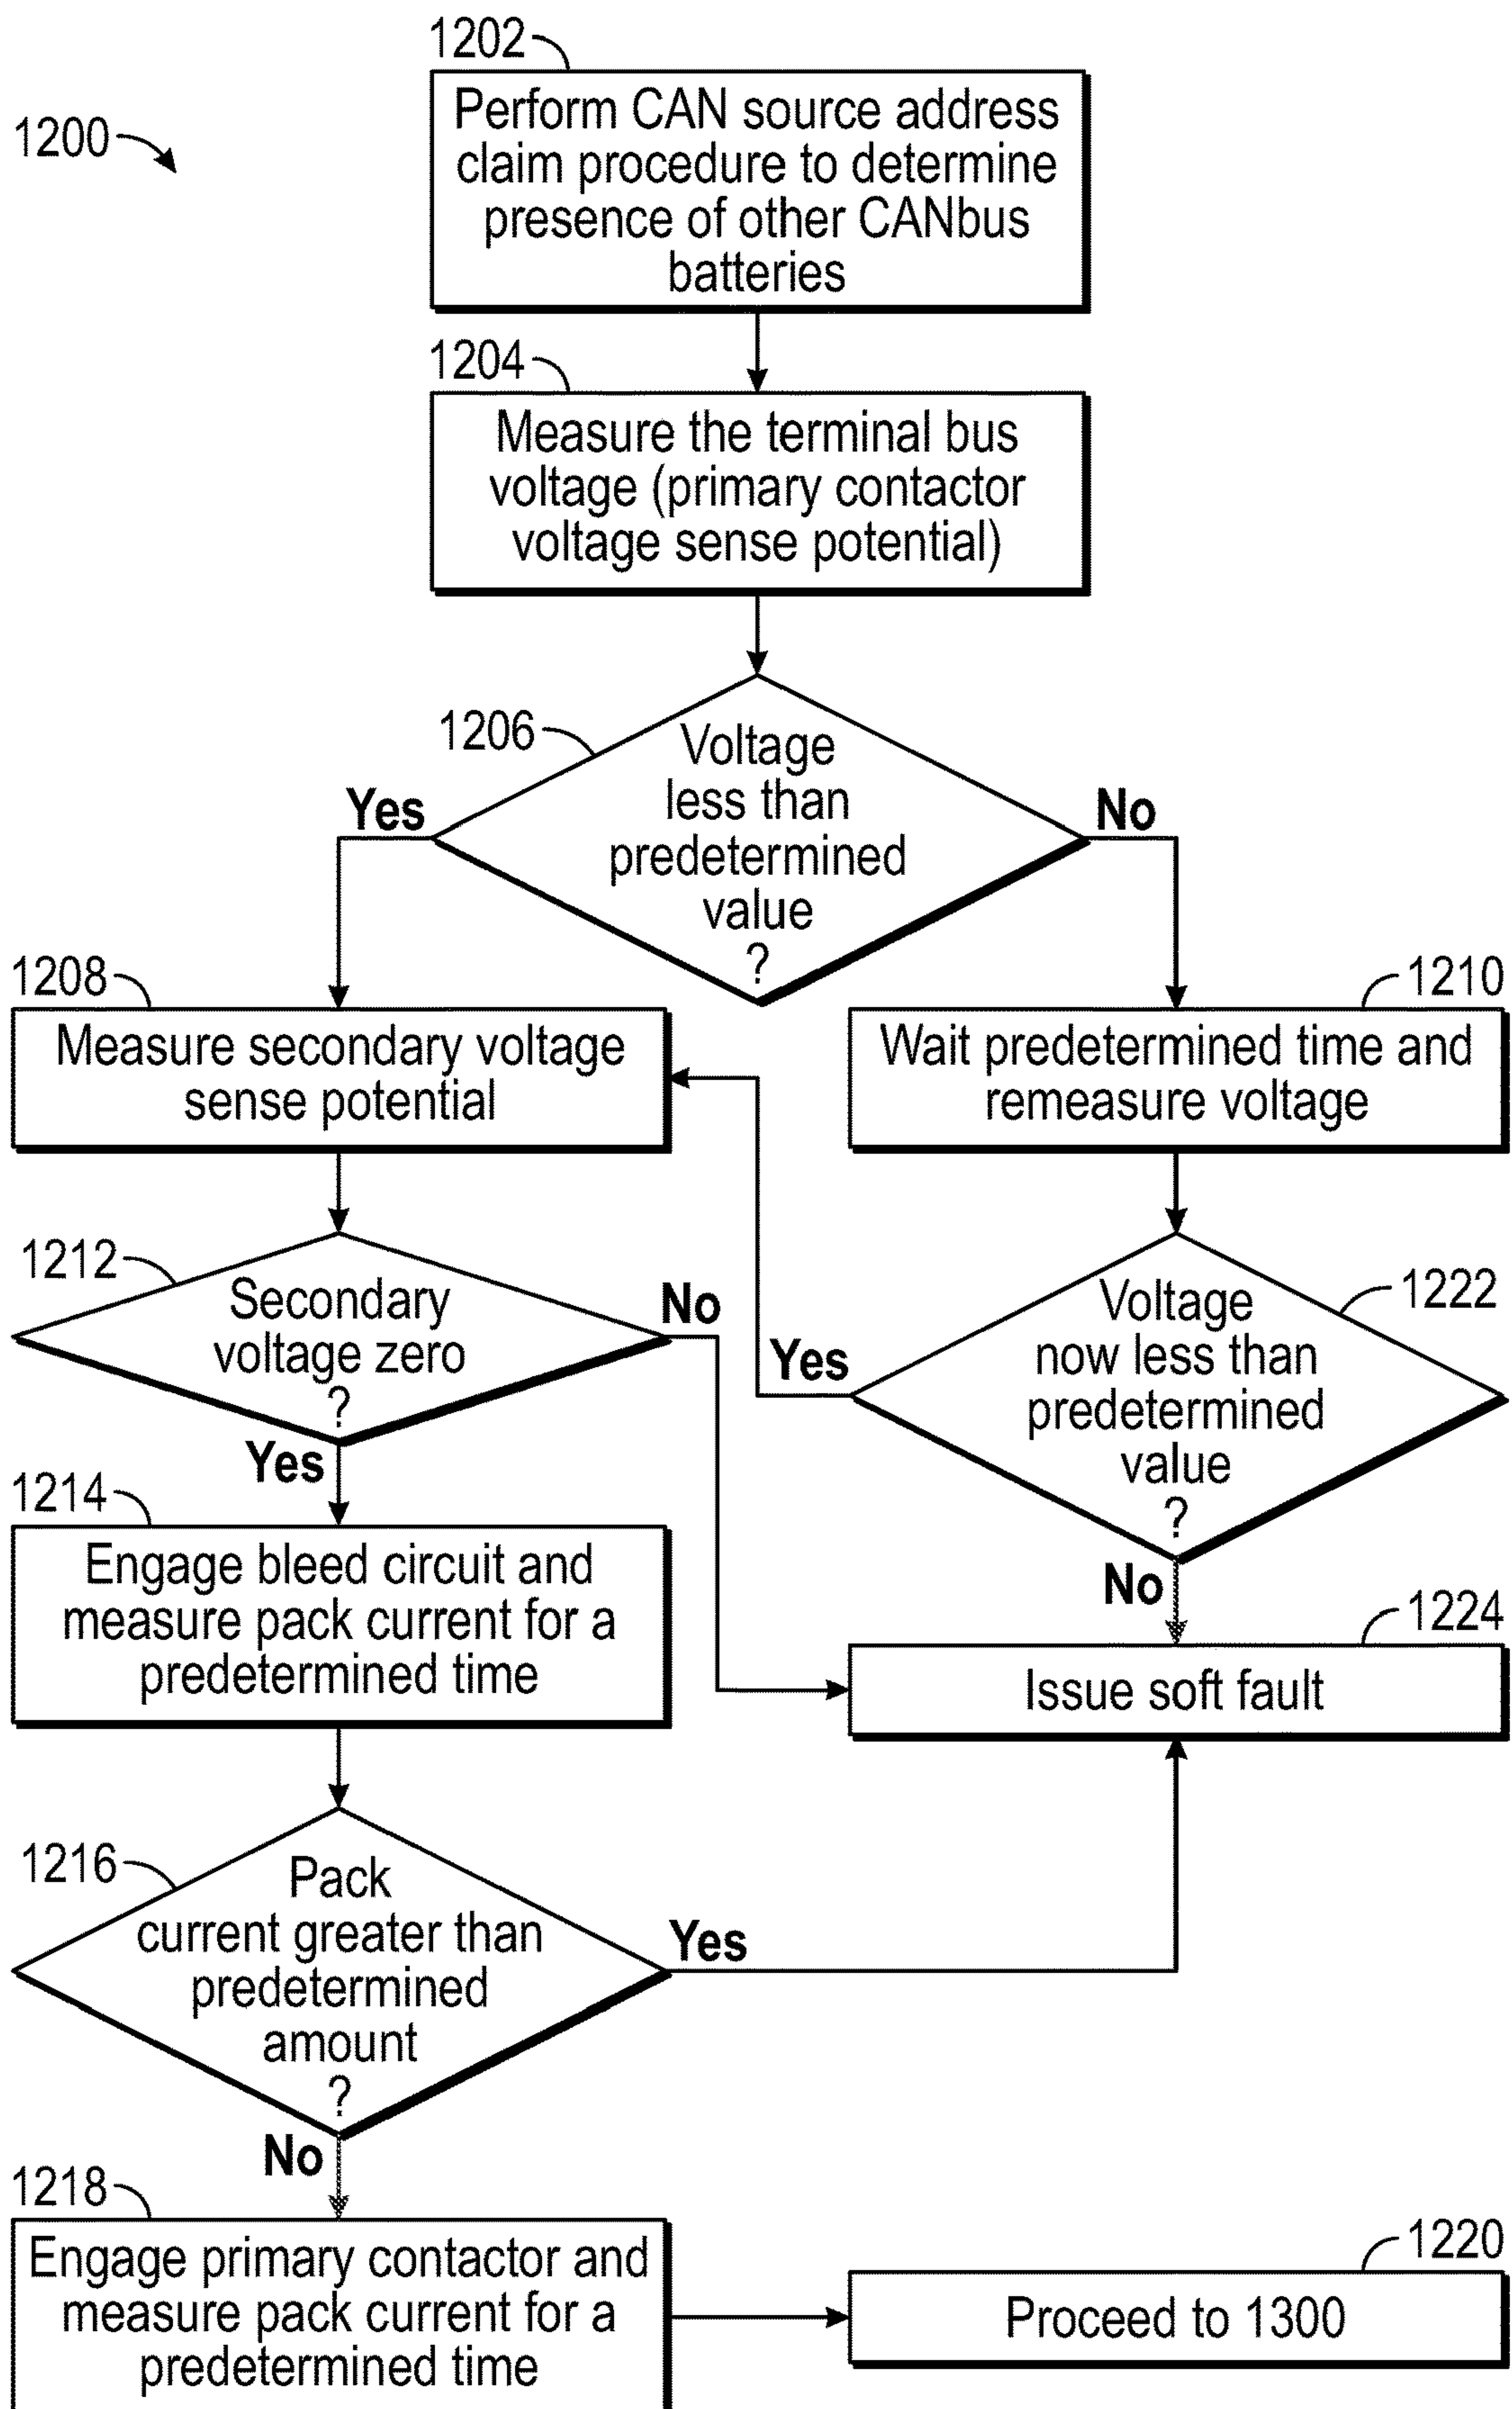 1202
1200
Perform CAN source address
claim procedure to determine
presence of other CANbus
batteries
1204
Measure the terminal bus
voltage (primary contactor
voltage sense potential)
1206
Voltage
less than
predetermined
value
?
Yes
No
1208
Measure secondary voltage
sense potential
1210
Wait predetermined time and
remeasure voltage
1212
Secondary
voltage zero
?
No
Yes
1222
Voltage
now less than
predetermined
value
?
Yes
No
1214
Engage bleed circuit and
measure pack current for a
predetermined time
1224
Issue soft fault
1216
Pack
current greater than
predetermined
amount
?
Yes
No
1218
Engage primary contactor and
measure pack current for a
predetermined time
1220
Proceed to 1300